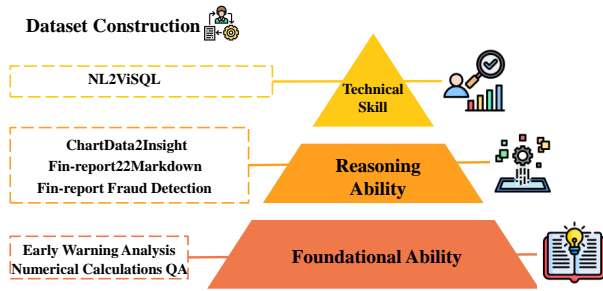 Dataset Construction
NL2ViSQL
Technical
Skill
ChartData2Insight
Fin-report22Markdown
Fin-report Fraud Detection
Reasoning
Ability
Early Warning Analysis
Numerical Calculations QA
Foundational Ability